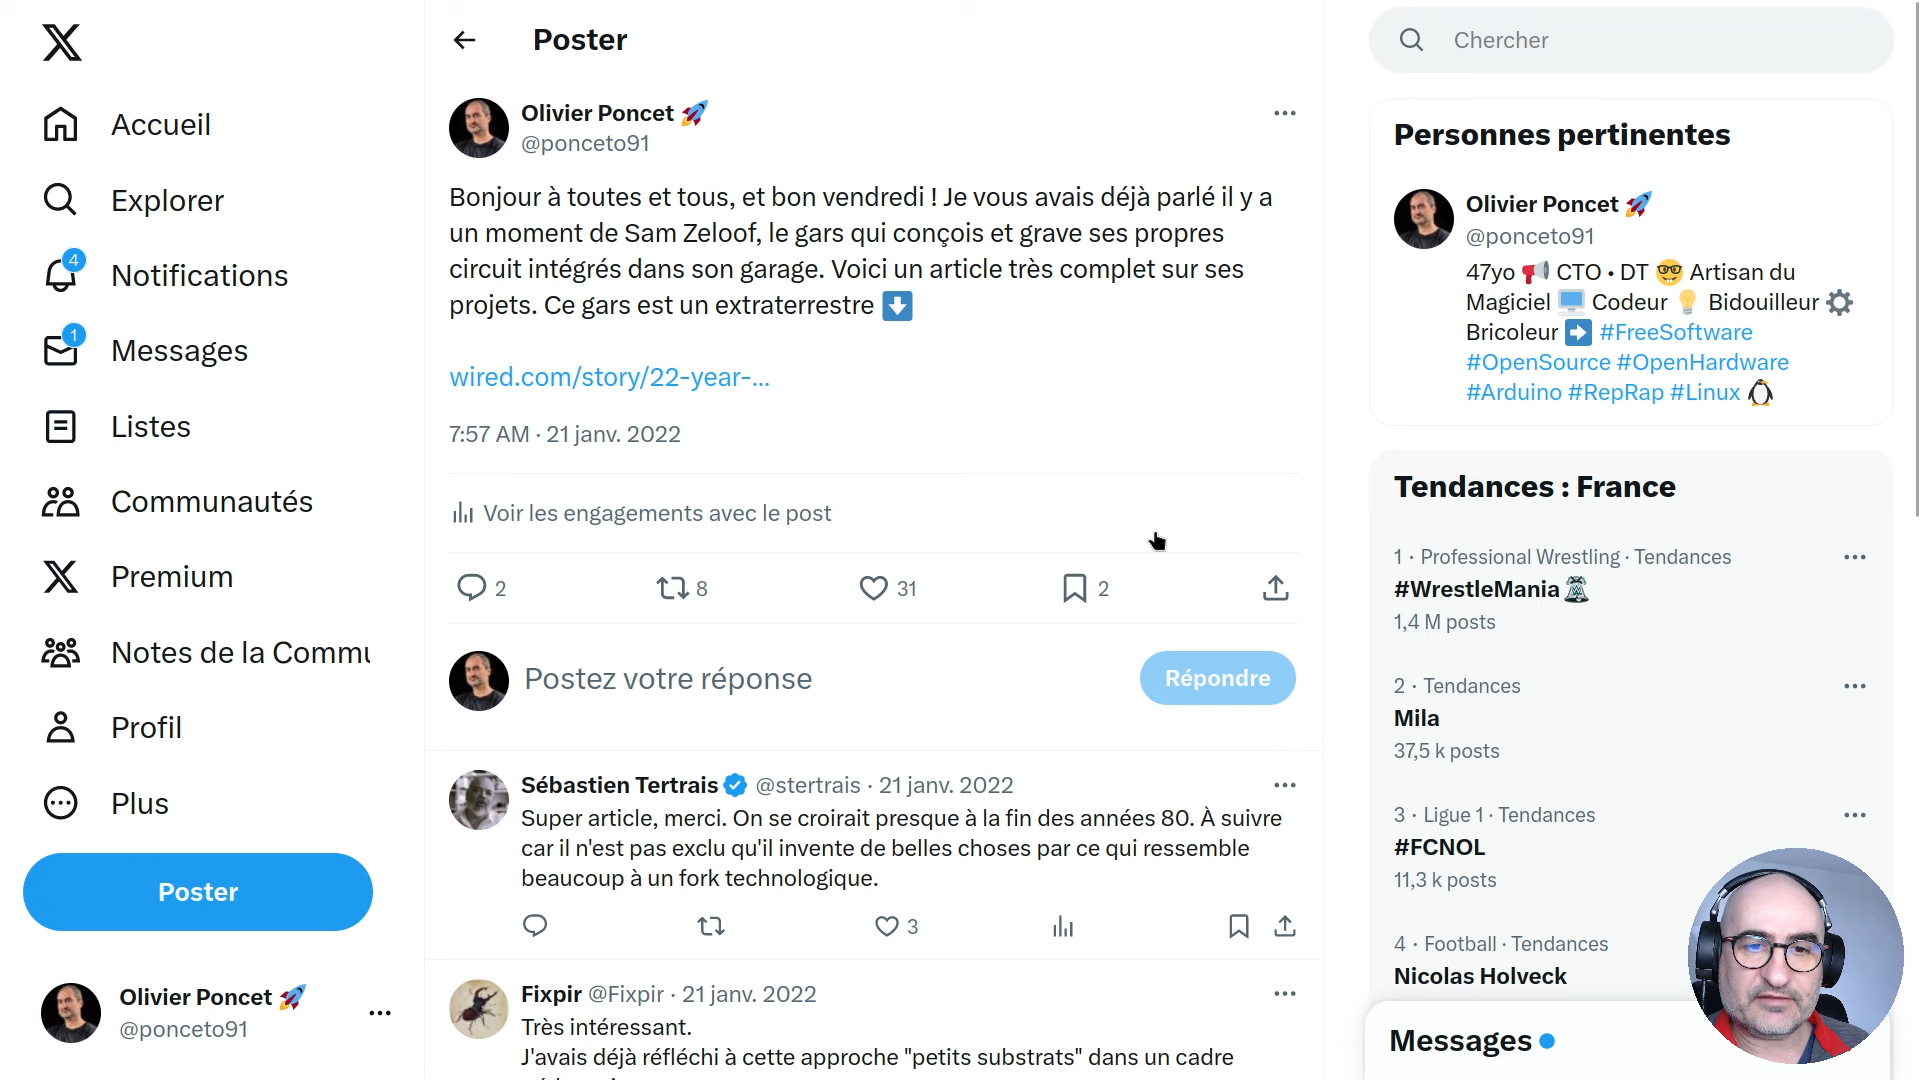 Accueil
Explorer
4
Notifications
1
Messages
Listes
Communautés
Premium
Notes de la Commu
Profil
Plus
Poster
Olivier Poncet 🚀
@ponceto91
Poster
Olivier Poncet 🚀
@ponceto91
Bonjour à toutes et tous, et bon vendredi ! Je vous avais déjà parlé il y a
un moment de Sam Zeloof, le gars qui conçois et grave ses propres
circuit intégrés dans son garage. Voici un article très complet sur ses
projets. Ce gars est un extraterrestre ⬇️
wired.com/story/22-year-...
7:57 AM · 21 janv. 2022
Voir les engagements avec le post
2
8
31
2
Postez votre réponse
Répondre
Sébastien Tertrais @stertrais · 21 janv. 2022
Super article, merci. On se croirait presque à la fin des années 80. À suivre
car il n'est pas exclu qu'il invente de belles choses par ce qui ressemble
beaucoup à un fork technologique.
3
Fixpir @Fixpir · 21 janv. 2022
Très intéressant.
J'avais déjà réfléchi à cette approche "petits substrats" dans un cadre
Chercher
Personnes pertinentes
Olivier Poncet 🚀
@ponceto91
47yo 📢 CTO • DT 🤓 Artisan du
Magiciel 🖥️ Codeur 💡 Bidouilleur ⚙️
Bricoleur ➡️ #FreeSoftware
#OpenSource #OpenHardware
#Arduino #RepRap #Linux 🐧
Tendances : France
1 · Professional Wrestling · Tendances
#WrestleMania
1,4 M posts
2 · Tendances
Mila
37,5 k posts
3 · Ligue 1 · Tendances
#FCNOL
11,3 k posts
4 · Football · Tendances
Nicolas Holveck
Messages